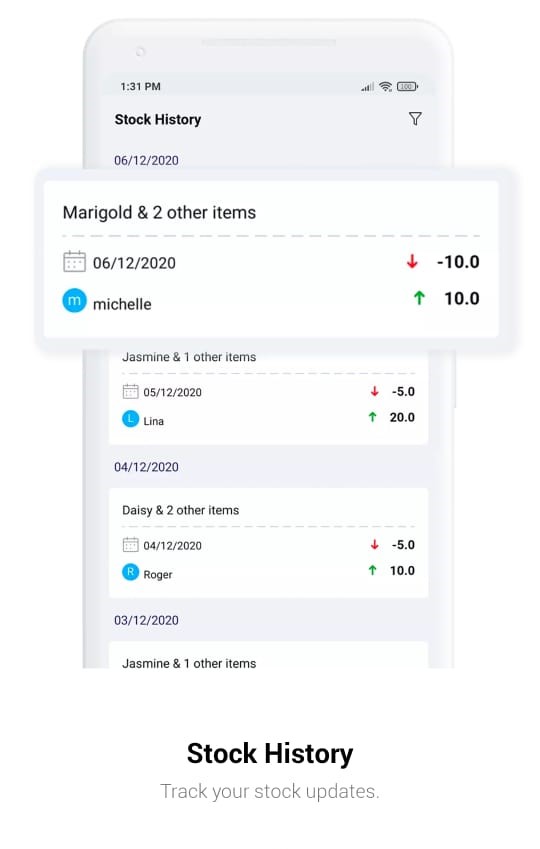 1:31 PM
100
Stock History
06/12/2020
Marigold & 2 other items
06/12/2020 -10.0
m michelle 10.0
Jasmine & 1 other items
05/12/2020 -5.0
L Lina 20.0
04/12/2020
Daisy & 2 other items
04/12/2020 -5.0
R Roger 10.0
03/12/2020
Jasmine & 1 other items
Stock History
Track your stock updates.